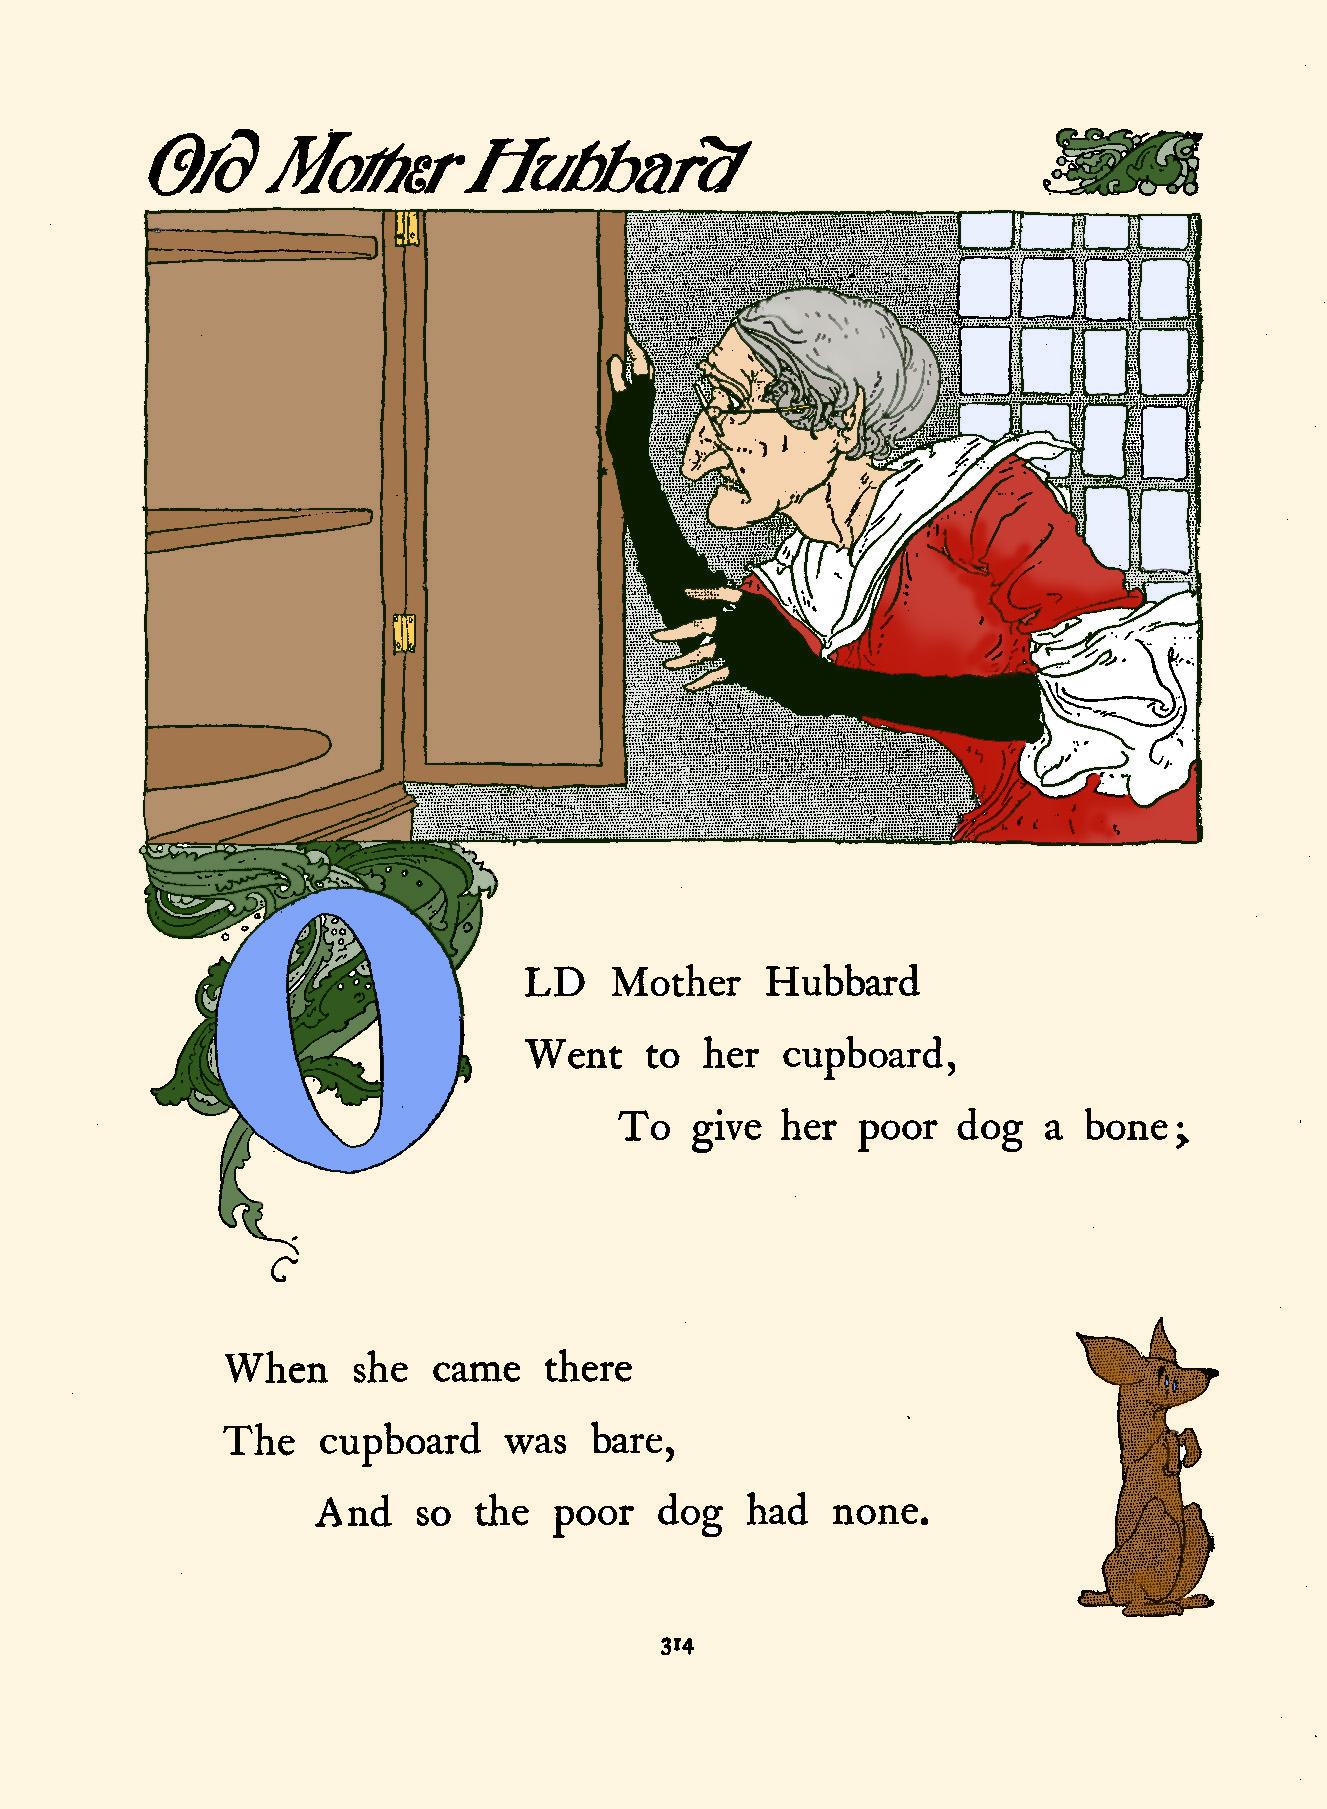 Old Mother Hubbard
OLD Mother Hubbard
Went to her cupboard,
To give her poor dog a bone;
When she came there
The cupboard was bare,
And so the poor dog had none.
314